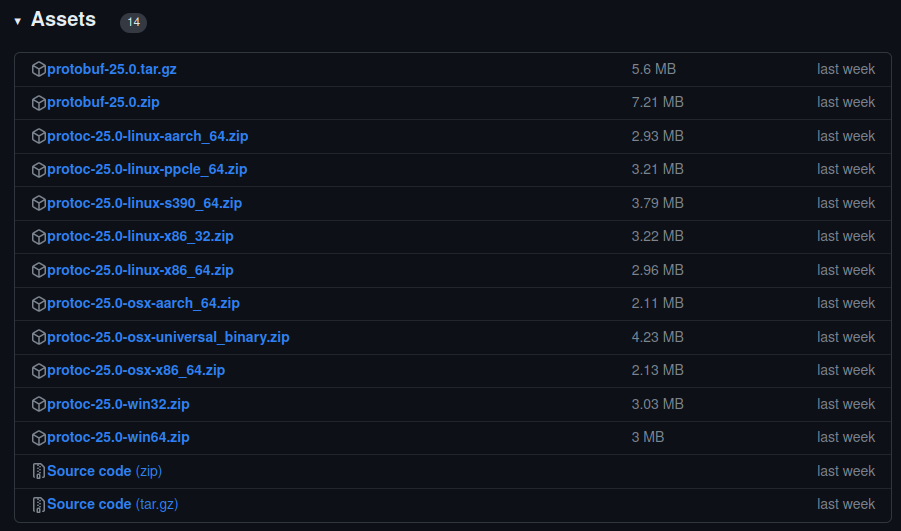 Assets 14
protobuf-25.0.tar.gz 5.6 MB last week
protobuf-25.0.zip 7.21 MB last week
protoc-25.0-linux-aarch_64.zip 2.93 MB last week
protoc-25.0-linux-ppcle_64.zip 3.21 MB last week
protoc-25.0-linux-s390_64.zip 3.79 MB last week
protoc-25.0-linux-x86_32.zip 3.22 MB last week
protoc-25.0-linux-x86_64.zip 2.96 MB last week
protoc-25.0-osx-aarch_64.zip 2.11 MB last week
protoc-25.0-osx-universal_binary.zip 4.23 MB last week
protoc-25.0-osx-x86_64.zip 2.13 MB last week
protoc-25.0-win32.zip 3.03 MB last week
protoc-25.0-win64.zip 3 MB last week
Source code (zip) last week
Source code (tar.gz) last week